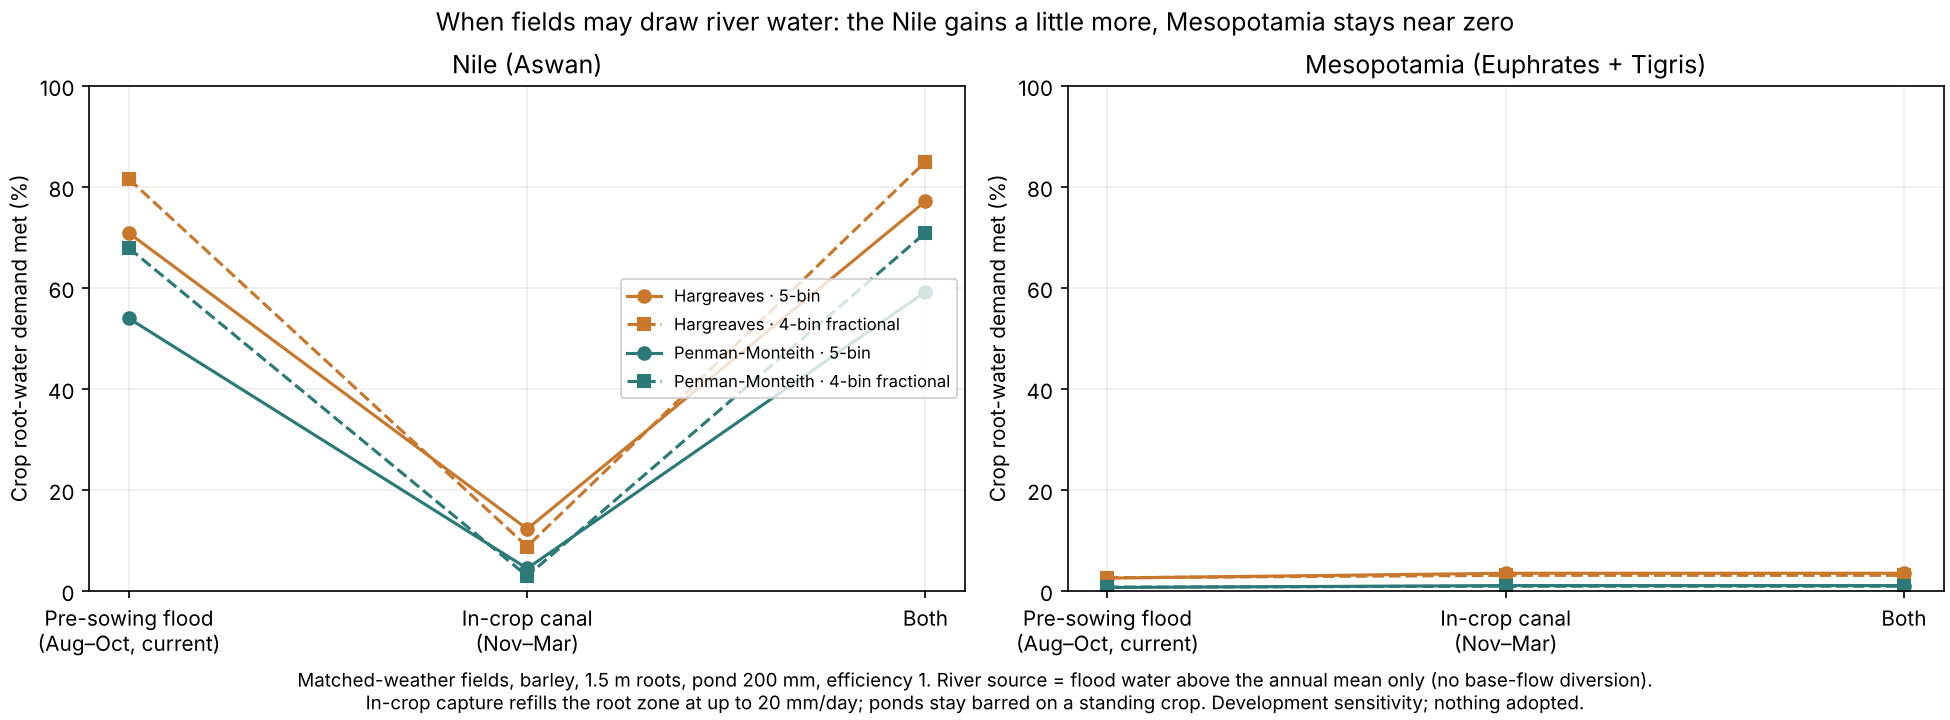 When fields may draw river water: the Nile gains a little more, Mesopotamia stays near zero
Nile (Aswan)
Crop root-water demand met (%)
100
80
60
40
20
0
Hargreaves · 5-bin
Hargreaves · 4-bin fractional
Penman-Monteith · 5-bin
Penman-Monteith · 4-bin fractional
Pre-sowing flood
(Aug–Oct, current)
In-crop canal
(Nov–Mar)
Both
Mesopotamia (Euphrates + Tigris)
Crop root-water demand met (%)
100
80
60
40
20
0
Pre-sowing flood
(Aug–Oct, current)
In-crop canal
(Nov–Mar)
Both
Matched-weather fields, barley, 1.5 m roots, pond 200 mm, efficiency 1. River source = flood water above the annual mean only (no base-flow diversion).
In-crop capture refills the root zone at up to 20 mm/day; ponds stay barred on a standing crop. Development sensitivity; nothing adopted.